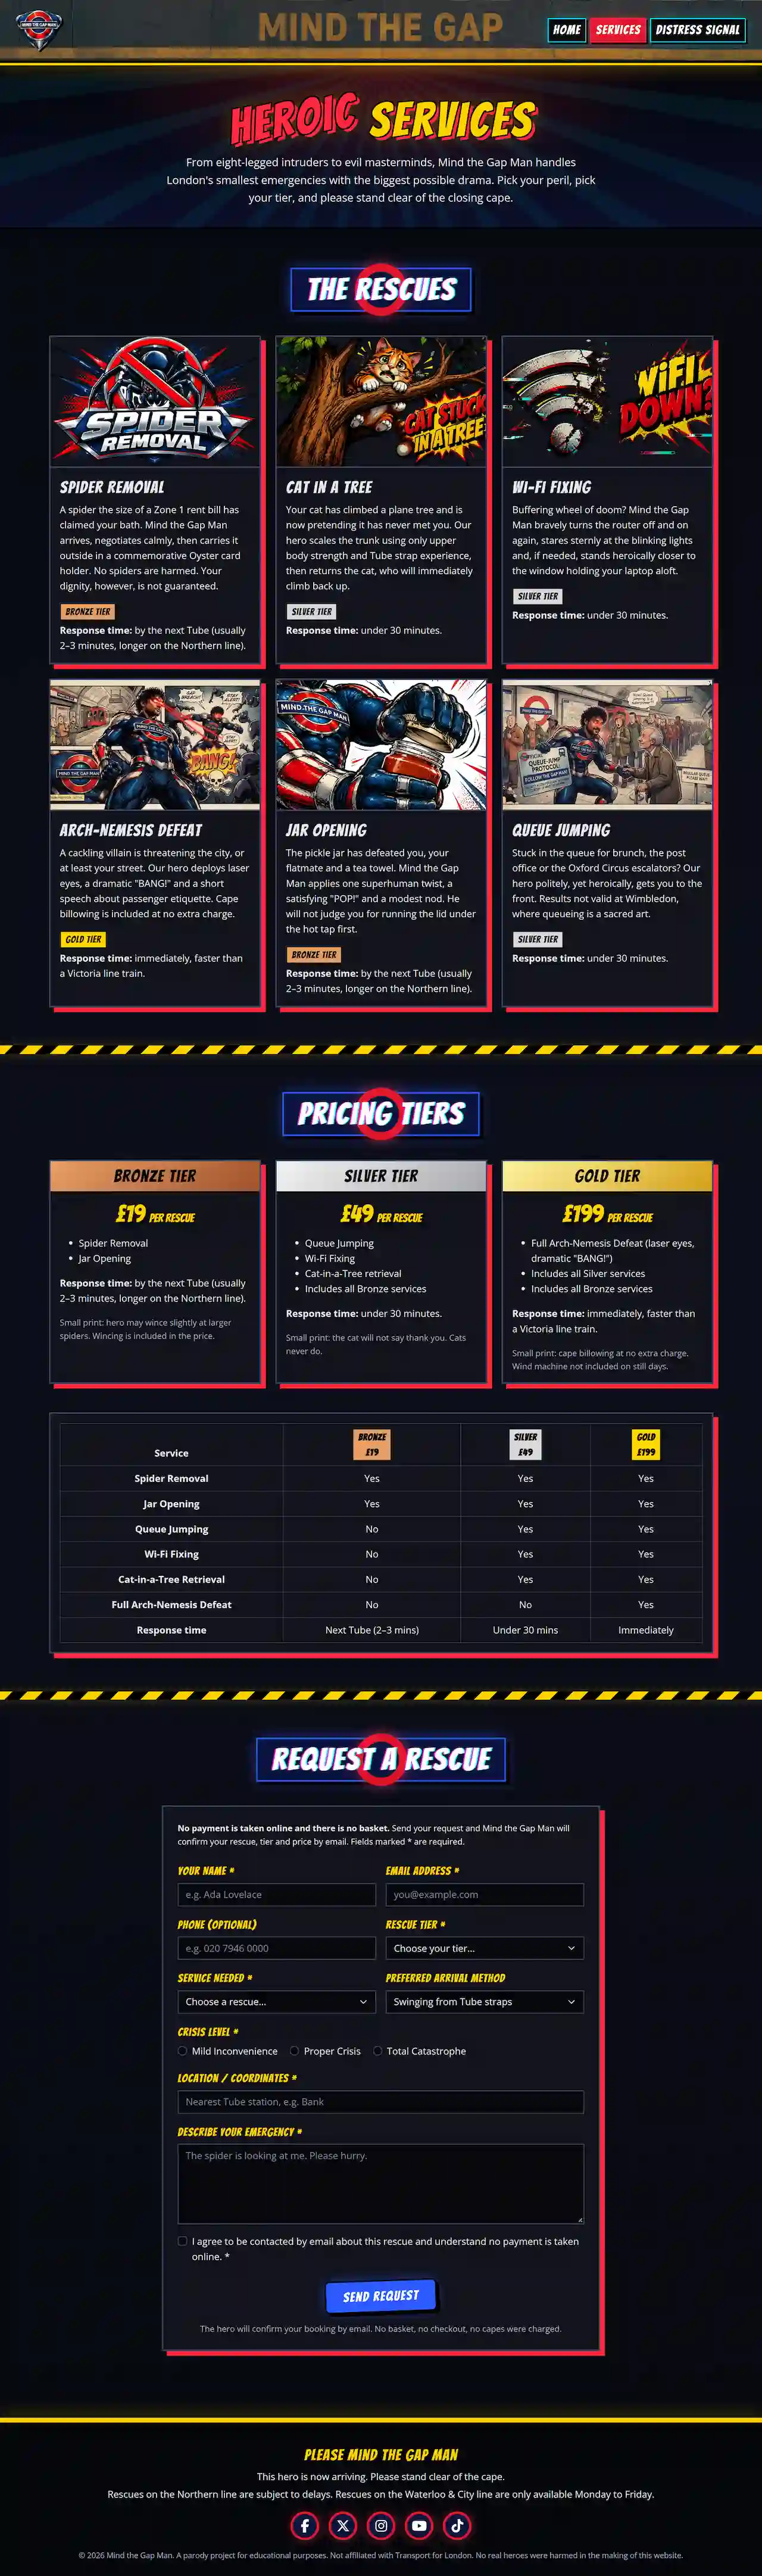 MIND THE GAP MAN
MIND THE GAP
HOME
SERVICES
DISTRESS SIGNAL
HEROIC SERVICES
From eight-legged intruders to evil masterminds, Mind the Gap Man handles
London's smallest emergencies with the biggest possible drama. Pick your peril, pick
your tier, and please stand clear of the closing cape.
THE RESCUES
SPIDER
REMOVAL
SPIDER REMOVAL
A spider the size of a Zone 1 rent bill has
claimed your bath. Mind the Gap Man
arrives, negotiates calmly, then carries it
outside in a commemorative Oyster card
holder. No spiders are harmed. Your
dignity, however, is not guaranteed.
BRONZE TIER
Response time: by the next Tube (usually
2–3 minutes, longer on the Northern line).
CAT STUCK
IN A TREE
CAT IN A TREE
Your cat has climbed a plane tree and is
now pretending it has never met you. Our
hero scales the trunk using only upper
body strength and Tube strap experience,
then returns the cat, who will immediately
climb back up.
SILVER TIER
Response time: under 30 minutes.
WIFI
DOWN?
WI-FI FIXING
Buffering wheel of doom? Mind the Gap
Man bravely turns the router off and on
again, stares sternly at the blinking lights
and, if needed, stands heroically closer to
the window holding your laptop aloft.
SILVER TIER
Response time: under 30 minutes.
GAP
BREACH!
STAY
ALERT!
MIND THE GAP MAN
BANG!
ARCH-NEMESIS DEFEAT
A cackling villain is threatening the city, or
at least your street. Our hero deploys laser
eyes, a dramatic "BANG!" and a short
speech about passenger etiquette. Cape
billowing is included at no extra charge.
GOLD TIER
Response time: immediately, faster than
a Victoria line train.
MIND THE GAP MAN
JAR OPENING
The pickle jar has defeated you, your
flatmate and a tea towel. Mind the Gap
Man applies one superhuman twist, a
satisfying "POP!" and a modest nod. He
will not judge you for running the lid under
the hot tap first.
BRONZE TIER
Response time: by the next Tube (usually
2–3 minutes, longer on the Northern line).
QUEUE-JUMP
PROTOCOL:
FOLLOW THE GAP MAN!
QUEUE JUMPING
Stuck in the queue for brunch, the post
office or the Oxford Circus escalators? Our
hero politely, yet heroically, gets you to the
front. Results not valid at Wimbledon,
where queueing is a sacred art.
SILVER TIER
Response time: under 30 minutes.
PRICING TIERS
BRONZE TIER
£19 PER RESCUE
Spider Removal
Jar Opening
Response time: by the next Tube (usually
2–3 minutes, longer on the Northern line).
Small print: hero may wince slightly at larger
spiders. Wincing is included in the price.
SILVER TIER
£49 PER RESCUE
Queue Jumping
Wi-Fi Fixing
Cat-in-a-Tree retrieval
Includes all Bronze services
Response time: under 30 minutes.
Small print: the cat will not say thank you. Cats
never do.
GOLD TIER
£199 PER RESCUE
Full Arch-Nemesis Defeat (laser eyes,
dramatic "BANG!")
Includes all Silver services
Includes all Bronze services
Response time: immediately, faster than
a Victoria line train.
Small print: cape billowing at no extra charge.
Wind machine not included on still days.
Service BRONZE £19 SILVER £49 GOLD £199
Spider Removal Yes Yes Yes
Jar Opening Yes Yes Yes
Queue Jumping No Yes Yes
Wi-Fi Fixing No Yes Yes
Cat-in-a-Tree Retrieval No Yes Yes
Full Arch-Nemesis Defeat No No Yes
Response time Next Tube (2–3 mins) Under 30 mins Immediately
REQUEST A RESCUE
No payment is taken online and there is no basket. Send your request and Mind the Gap Man will
confirm your rescue, tier and price by email. Fields marked * are required.
YOUR NAME *
e.g. Ada Lovelace
EMAIL ADDRESS *
you@example.com
PHONE (OPTIONAL)
e.g. 020 7946 0000
RESCUE TIER *
Choose your tier...
SERVICE NEEDED *
Choose a rescue...
PREFERRED ARRIVAL METHOD
Swinging from Tube straps
CRISIS LEVEL *
Mild Inconvenience
Proper Crisis
Total Catastrophe
LOCATION / COORDINATES *
Nearest Tube station, e.g. Bank
DESCRIBE YOUR EMERGENCY *
The spider is looking at me. Please hurry.
I agree to be contacted by email about this rescue and understand no payment is taken
online. *
SEND REQUEST
The hero will confirm your booking by email. No basket, no checkout, no capes were charged.
PLEASE MIND THE GAP MAN
This hero is now arriving. Please stand clear of the cape.
Rescues on the Northern line are subject to delays. Rescues on the Waterloo & City line are only available Monday to Friday.
© 2026 Mind the Gap Man. A parody project for educational purposes. Not affiliated with Transport for London. No real heroes were harmed in the making of this website.